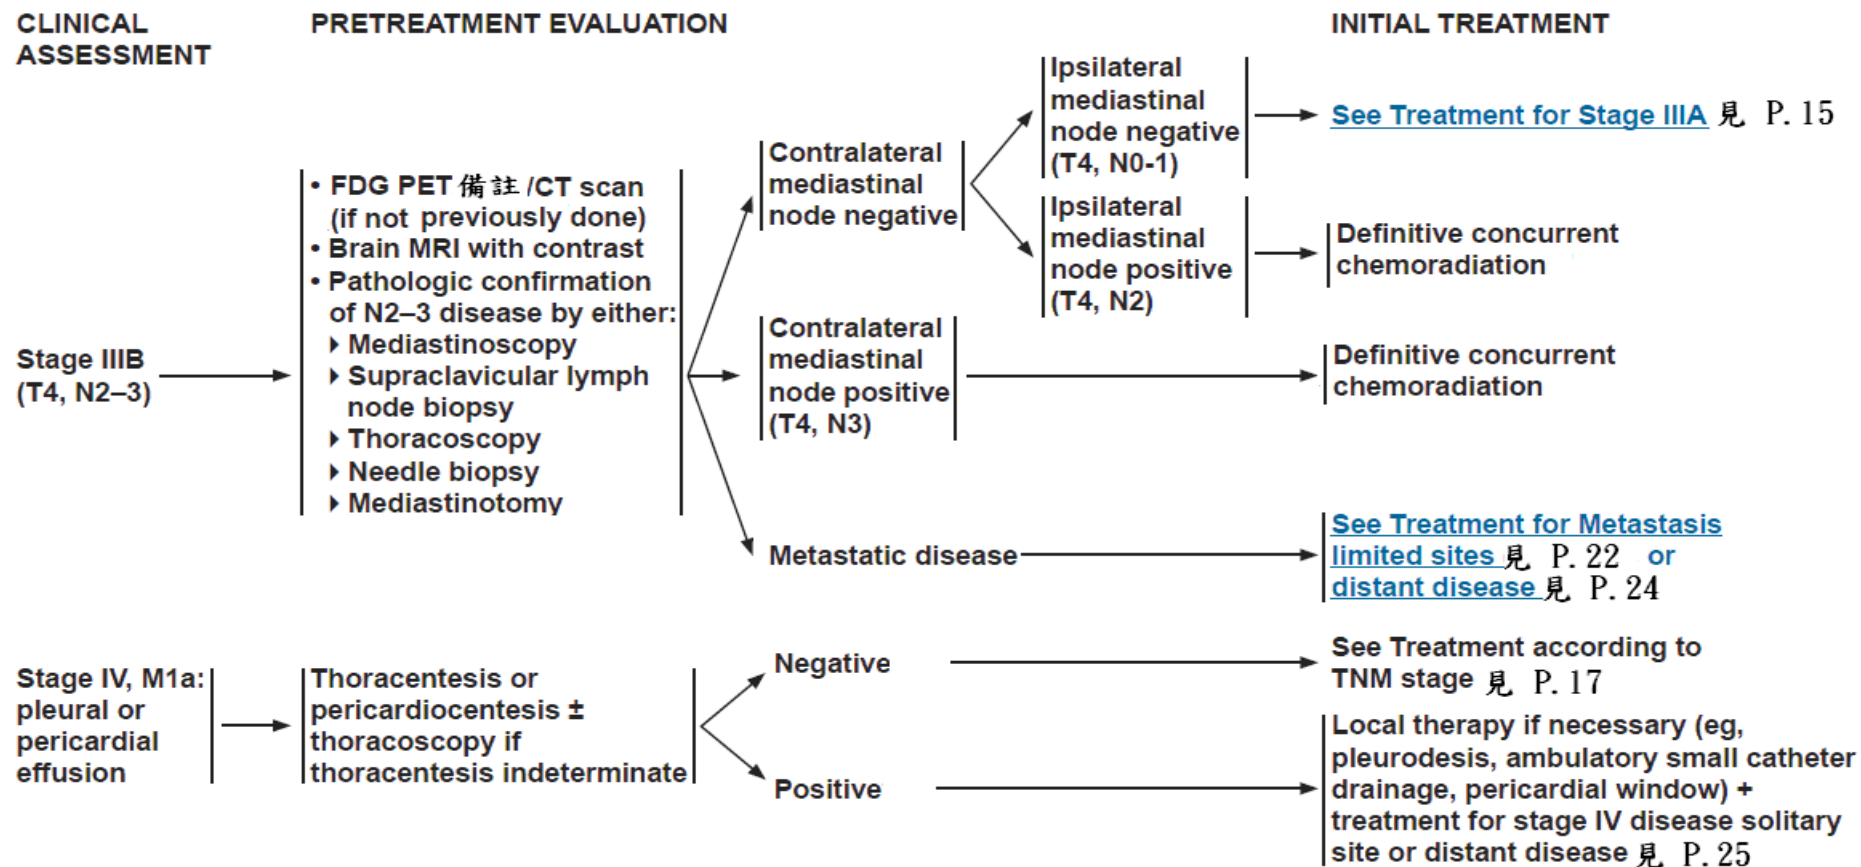 CLINICAL
ASSESSMENT
PRETREATMENT EVALUATION
INITIAL TREATMENT
Stage IIIB
(T4, N2–3)
• FDG PET 備註 /CT scan
(if not previously done)
• Brain MRI with contrast
• Pathologic confirmation
of N2–3 disease by either:
Mediastinoscopy
Supraclavicular lymph
node biopsy
Thoracoscopy
Needle biopsy
Mediastinotomy
Contralateral
mediastinal
node negative
Ipsilateral
mediastinal
node negative
(T4, N0-1)
See Treatment for Stage IIIA 見 P. 15
Ipsilateral
mediastinal
node positive
(T4, N2)
Definitive concurrent
chemoradiation
Contralateral
mediastinal
node positive
(T4, N3)
Definitive concurrent
chemoradiation
Metastatic disease
See Treatment for Metastasis
limited sites 見 P. 22 or
distant disease 見 P. 24
Stage IV, M1a:
pleural or
pericardial
effusion
Thoracentesis or
pericardiocentesis ±
thoracoscopy if
thoracentesis indeterminate
Negative
See Treatment according to
TNM stage 見 P. 17
Positive
Local therapy if necessary (eg,
pleurodesis, ambulatory small catheter
drainage, pericardial window) +
treatment for stage IV disease solitary
site or distant disease 見 P. 25